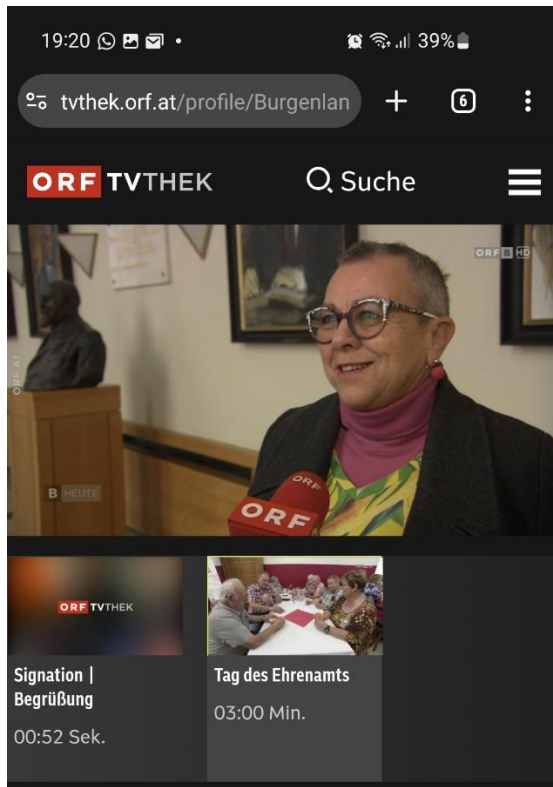 19:20
39%
tvthek.orf.at/profile/Burgenlan
6
ORF TVTHEK
Suche
ORF B HD
ORF.AT
ORF
ORF
B HEUTE
ORF TVTHEK
Signation |
Begrüßung
00:52 Sek.
Tag des Ehrenamts
03:00 Min.